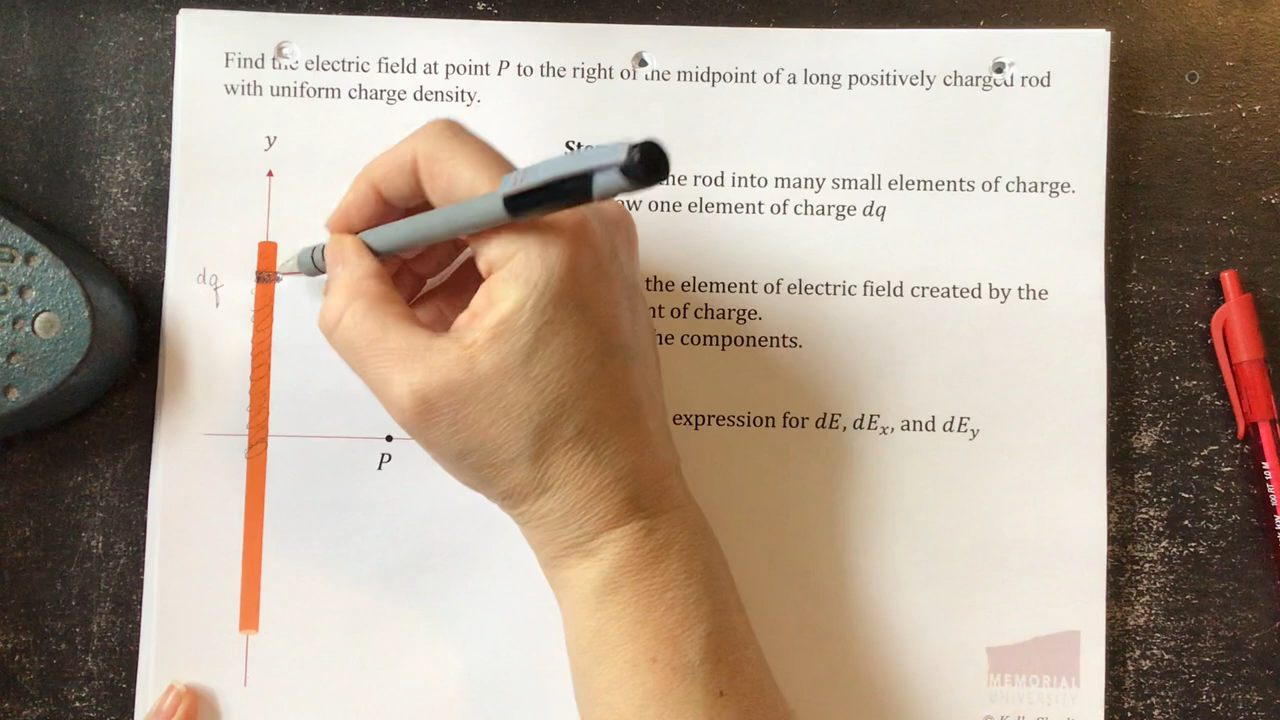 Find the electric field at point P to the right of the midpoint of a long positively charged rod
with uniform charge density.
y
the rod into many small elements of charge.
one element of charge dq
dq
the element of electric field created by the
of charge.
components.
expression for dE, dEx, and dEy
P
MEMORIAL
UNIVERSITY